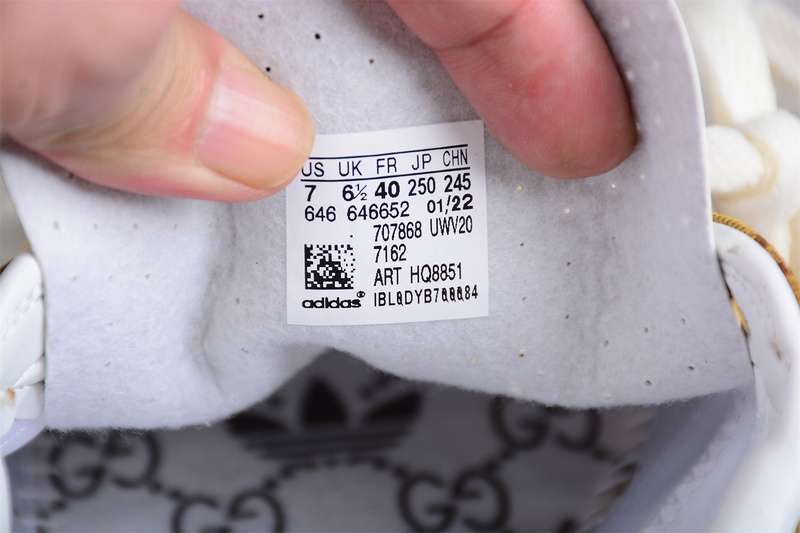 US UK FR JP CHN
7 6½ 40 250 245
646 646652 01/22
707868 UWV20
7162
ART HQ8851
adidas®